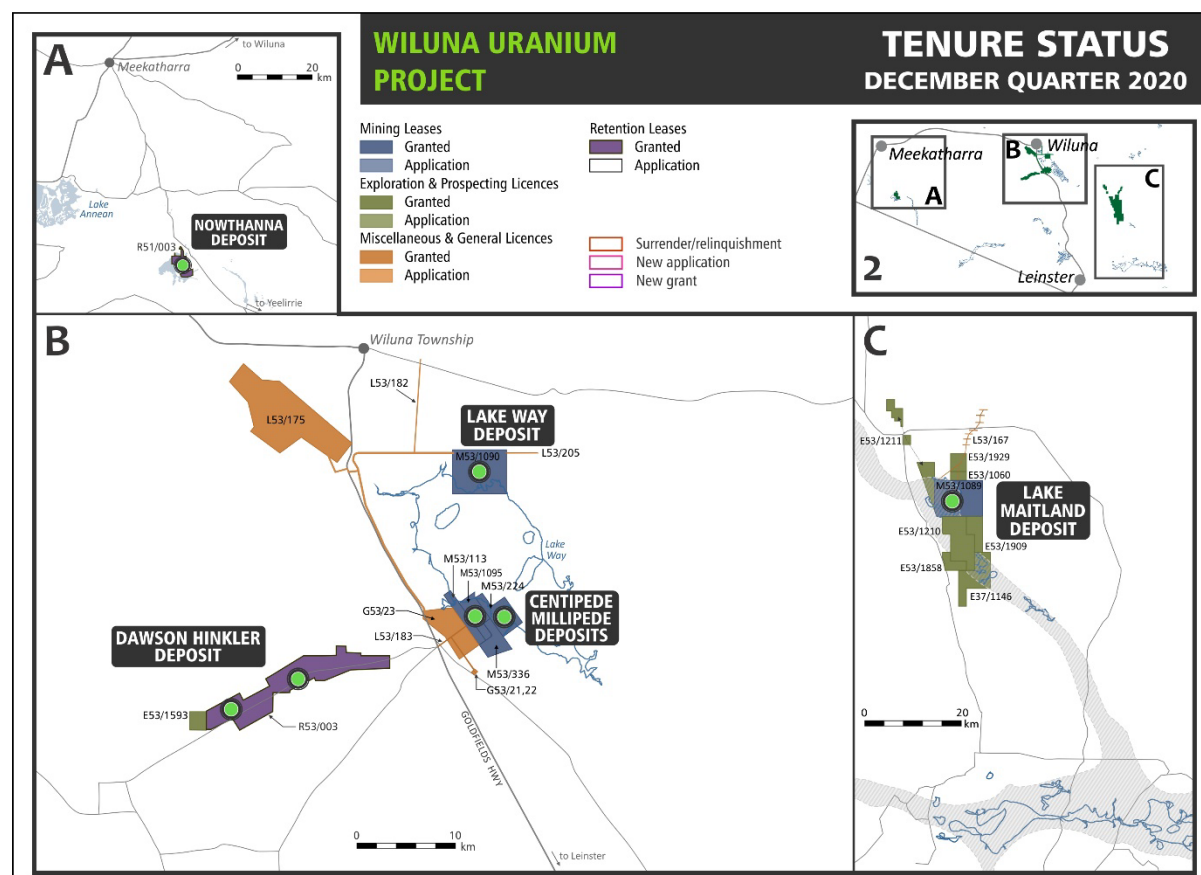 A
to Wiluna
Meekatharra
0 20
km
Lake
Annean
NOWTHANNA
DEPOSIT
R51/003
to Yeelirrie
WILUNA URANIUM
PROJECT
TENURE STATUS
DECEMBER QUARTER 2020
Mining Leases
Granted
Application
Exploration & Prospecting Licences
Granted
Application
Miscellaneous & General Licences
Granted
Application
Retention Leases
Granted
Application
Surrender/relinquishment
New application
New grant
Meekatharra
B
Wiluna
A
C
2
Leinster
B
Wiluna Township
L53/182
L53/175
LAKE WAY
DEPOSIT
M53/1090
L53/205
Lake
Way
M53/113
M53/1095
M53/224
G53/23
CENTIPEDE
MILLIPEDE
DEPOSITS
L53/183
DAWSON HINKLER
DEPOSIT
M53/336
G53/21,22
E53/1593
R53/003
GOLDFIELDS HWY
0 10
km
to Leinster
C
E53/1211
L53/167
E53/1929
E53/1060
M53/1089
LAKE
MAITLAND
DEPOSIT
E53/1210
E53/1909
E53/1858
E37/1146
0 20
km